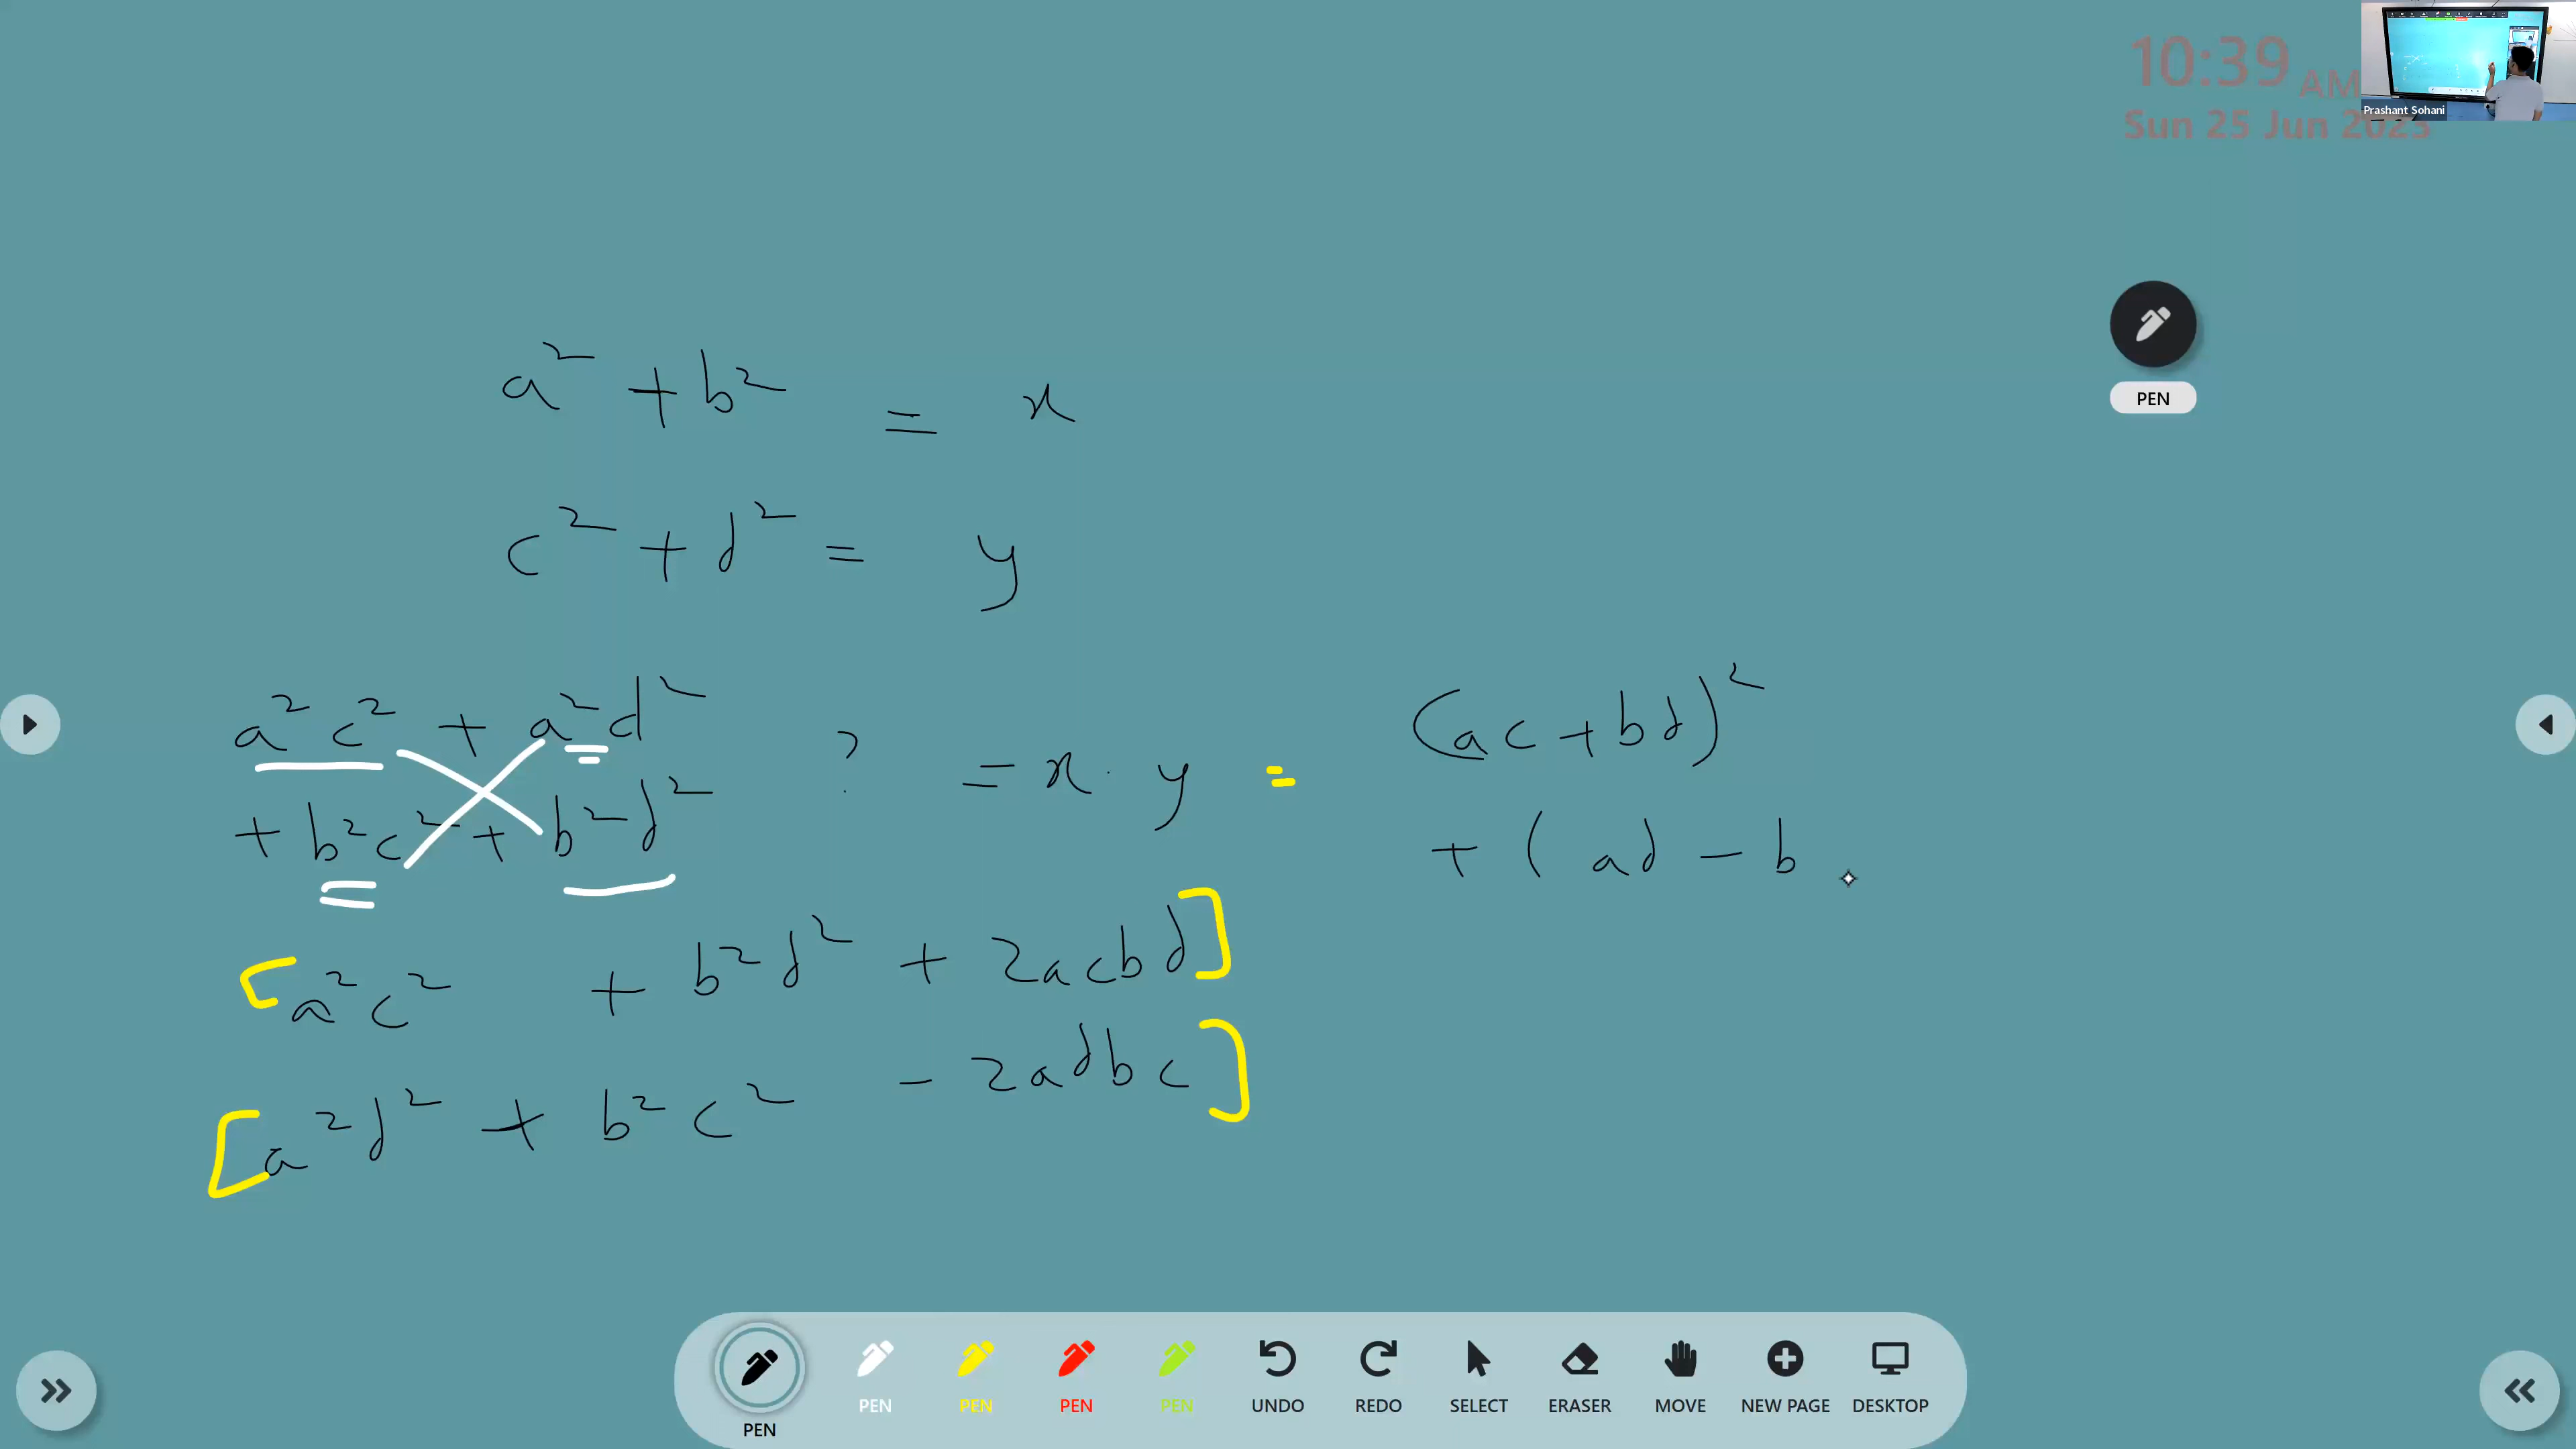 10:39 AM
Sun 25 Jun 2023
Prashant Sohani
PEN
a² + b² = x
c² + d² = y
a²c² + a²d²
+ b²c² + b²d² ? = x · y =
(ac + bd)²
+ ( ad - b
[a²c² + b²d² + 2acbd]
[a²d² + b²c² - 2adbc]
PEN PEN PEN PEN PEN UNDO REDO SELECT ERASER MOVE NEW PAGE DESKTOP